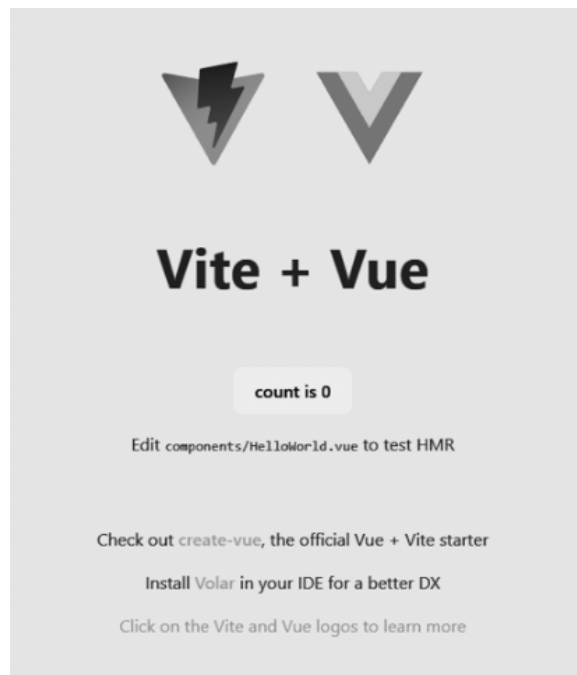 Vite + Vue
count is 0
Edit components/HelloWorld.vue to test HMR
Check out create-vue, the official Vue + Vite starter
Install Volar in your IDE for a better DX
Click on the Vite and Vue logos to learn more